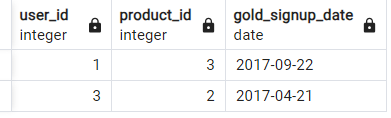 user_id product_id gold_signup_date
integer integer date
1 3 2017-09-22
3 2 2017-04-21